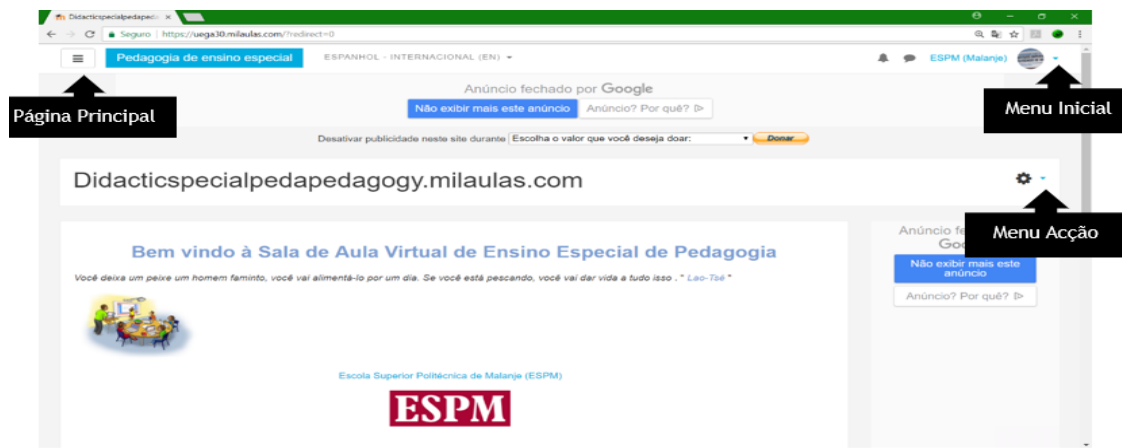 Didacticspecialpedapedo
Seguro | https://uega30.milaulas.com/?redirect=0
Pedagogia de ensino especial
ESPANHOL - INTERNACIONAL (EN)
ESPM (Malanje)
Página Principal
Menu Inicial
Anúncio fechado por Google
Não exibir mais este anúncio
Anúncio? Por quê?
Desativar publicidade neste site durante
Escolha o valor que você deseja doar:
Donar
Didacticspecialpedapedagogy.milaulas.com
Menu Acção
Bem vindo à Sala de Aula Virtual de Ensino Especial de Pedagogia
Você deixa um peixe um homem faminto, você vai alimentá-lo por um dia. Se você está pescando, você vai dar vida a tudo isso . " Lao-Tsé "
Escola Superior Politécnica de Malanje (ESPM)
ESPM
Anúncio fe
Goo
Não exibir mais este
anúncio
Anúncio? Por quê?